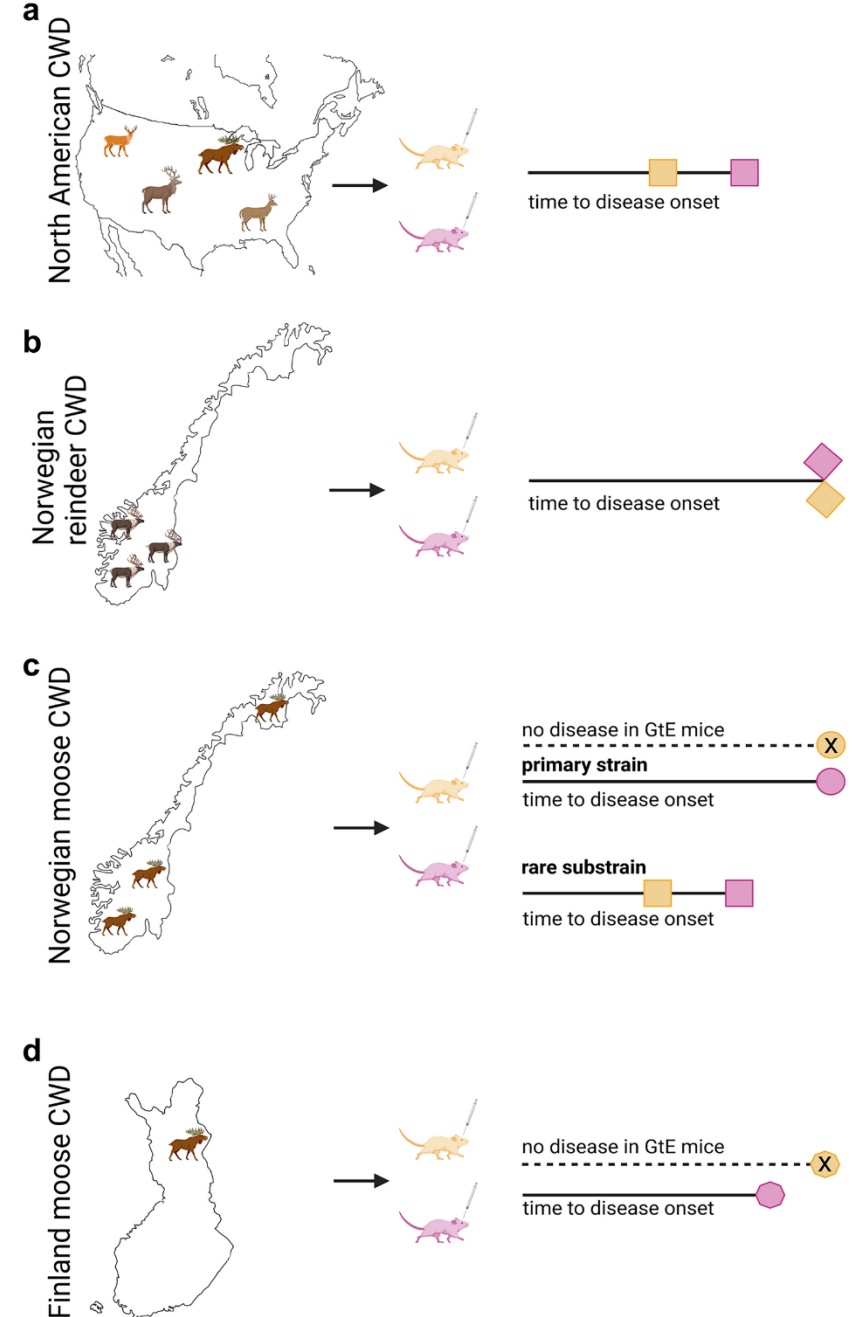 a
North American CWD
time to disease onset
b
Norwegian
reindeer CWD
time to disease onset
c
Norwegian moose CWD
no disease in GtE mice
X
primary strain
time to disease onset
rare substrain
time to disease onset
d
Finland moose CWD
no disease in GtE mice
X
time to disease onset